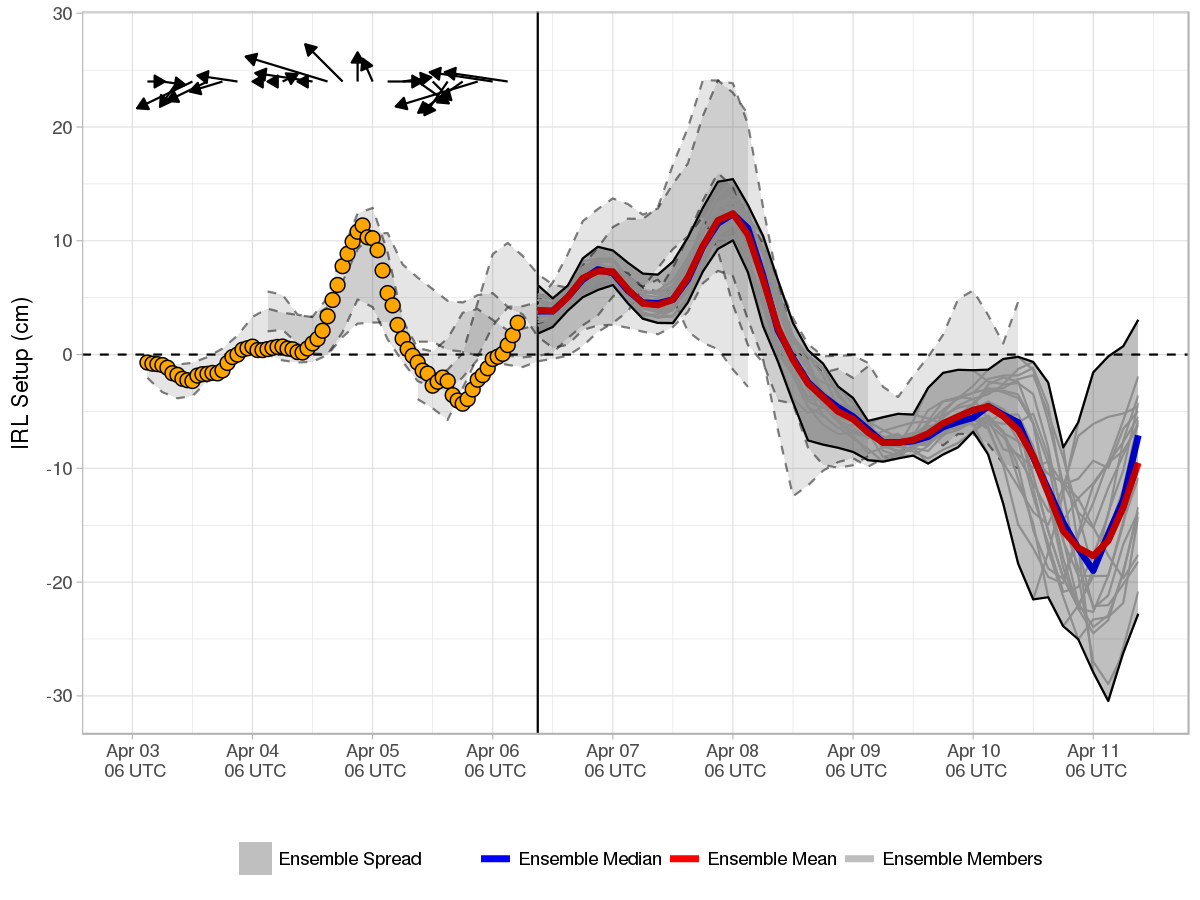 IRL Setup (cm)
30
20
10
0
-10
-20
-30
Apr 03 Apr 04 Apr 05 Apr 06 Apr 07 Apr 08 Apr 09 Apr 10 Apr 11
06 UTC 06 UTC 06 UTC 06 UTC 06 UTC 06 UTC 06 UTC 06 UTC 06 UTC
Ensemble Spread Ensemble Median Ensemble Mean Ensemble Members